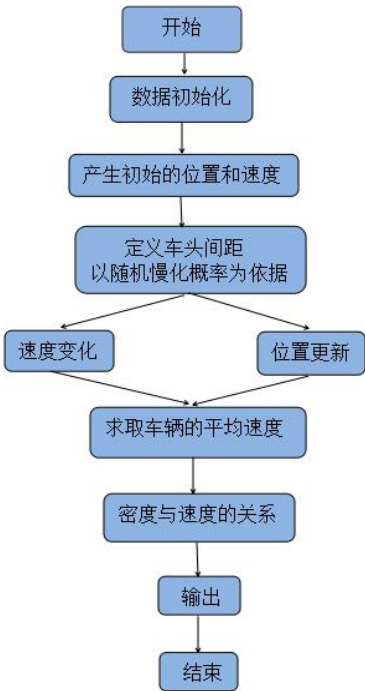 开始
数据初始化
产生初始的位置和速度
定义车头间距
以随机慢化概率为依据
速度变化
位置更新
求取车辆的平均速度
密度与速度的关系
输出
结束